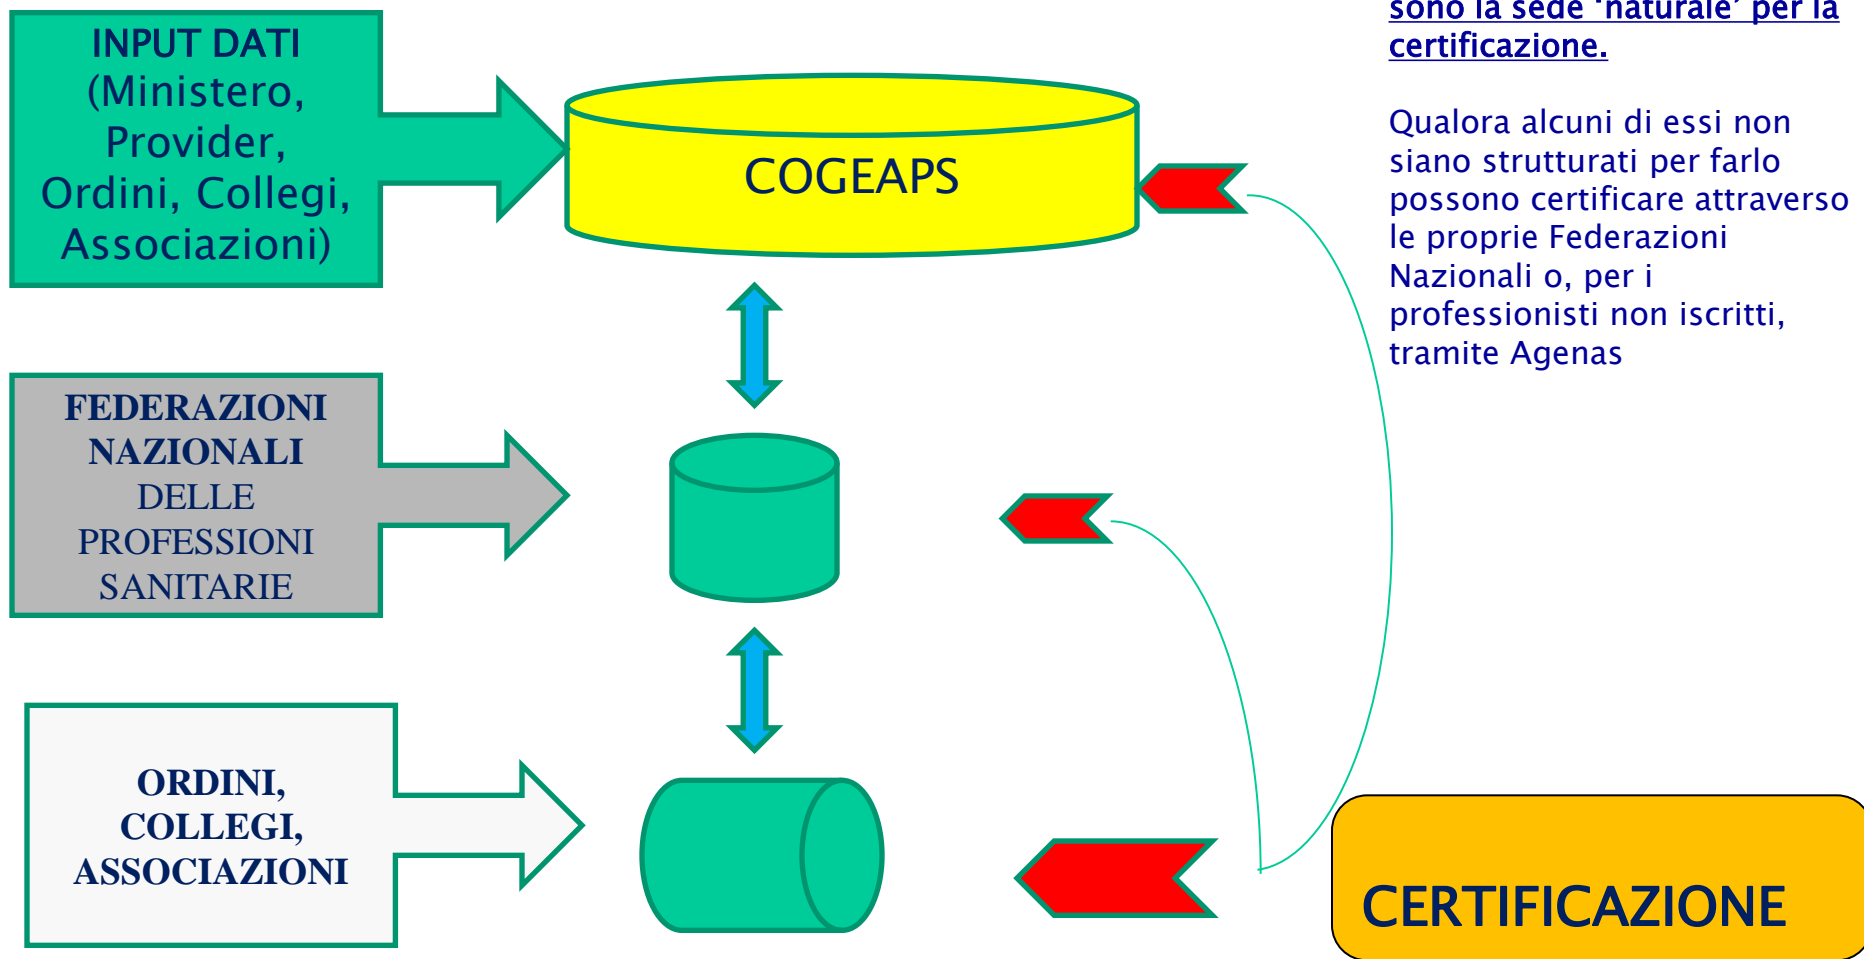 INPUT DATI
(Ministero,
Provider,
Ordini, Collegi,
Associazioni)
COGEAPS
sono la sede ‘naturale’ per la
certificazione.
Qualora alcuni di essi non
siano strutturati per farlo
possono certificare attraverso
le proprie Federazioni
Nazionali o, per i
professionisti non iscritti,
tramite Agenas
FEDERAZIONI
NAZIONALI
DELLE
PROFESSIONI
SANITARIE
ORDINI,
COLLEGI,
ASSOCIAZIONI
CERTIFICAZIONE